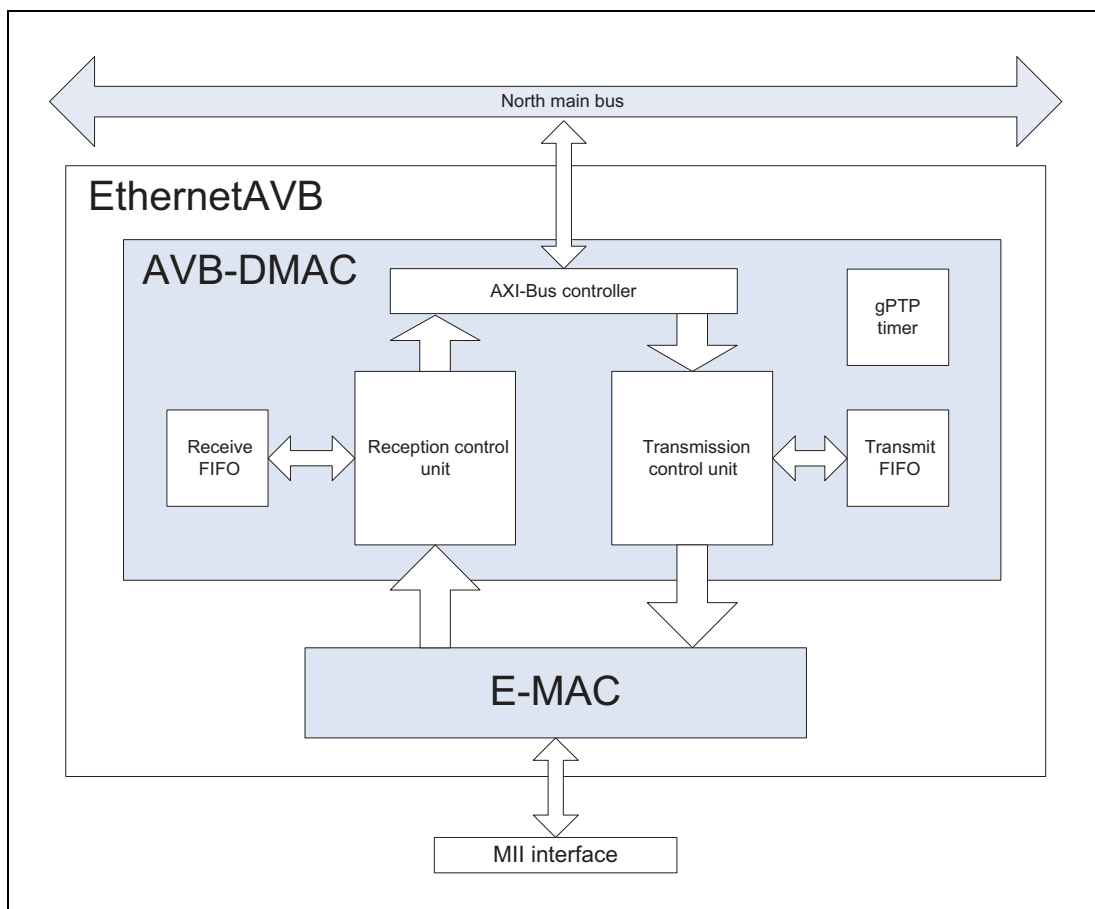 North main bus
EthernetAVB
AVB-DMAC
AXI-Bus controller
gPTP
timer
Receive
FIFO
Reception control
unit
Transmission
control unit
Transmit
FIFO
E-MAC
MII interface